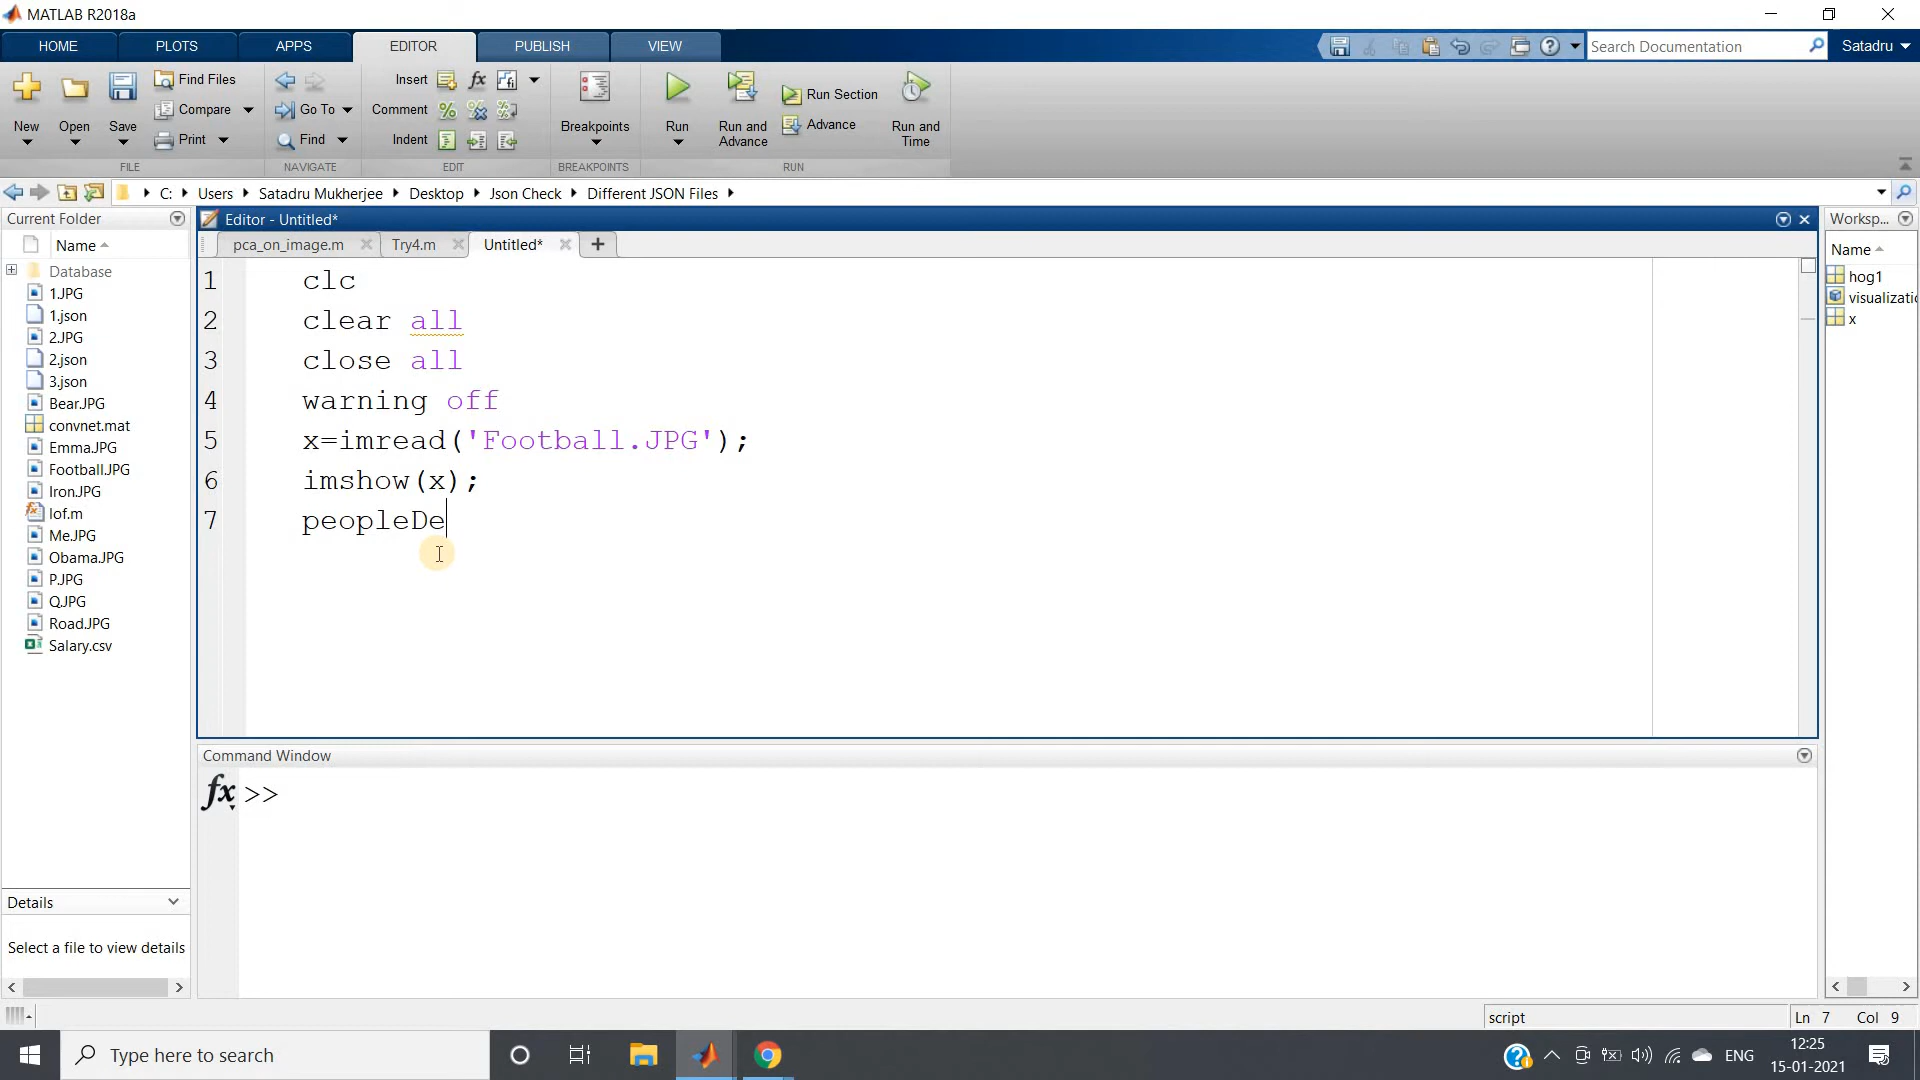 MATLAB R2018a
HOME PLOTS APPS EDITOR PUBLISH VIEW Search Documentation Satadru
New Open Save Find Files Compare Print
Go To Find
Insert Comment Indent
Breakpoints
Run Run and Advance Run Section Advance Run and Time
FILE NAVIGATE EDIT BREAKPOINTS RUN
C: Users Satadru Mukherjee Desktop Json Check Different JSON Files
Current Folder
Name
Database
1.JPG
1.json
2.JPG
2.json
3.json
Bear.JPG
convnet.mat
Emma.JPG
Football.JPG
Iron.JPG
lof.m
Me.JPG
Obama.JPG
P.JPG
Q.JPG
Road.JPG
Salary.csv
Details
Select a file to view details
Editor - Untitled*
pca_on_image.m Try4.m Untitled*
1 clc
2 clear all
3 close all
4 warning off
5 x=imread('Football.JPG');
6 imshow(x);
7 peopleDe
Command Window
fx >>
Worksp...
Name
hog1
visualizatio
x
script Ln 7 Col 9
Type here to search
ENG
12:25
15-01-2021